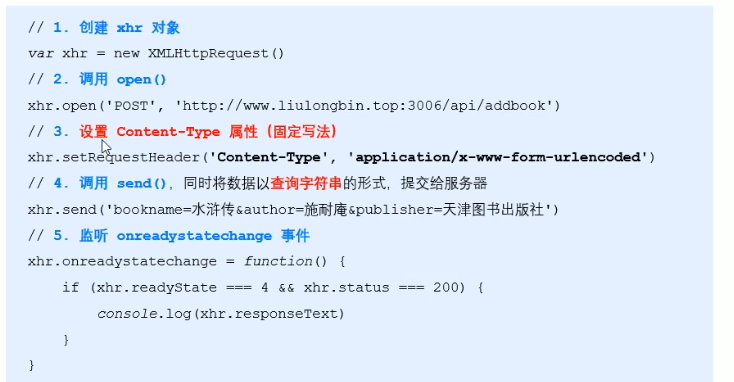 // 1. 创建 xhr 对象
var xhr = new XMLHttpRequest()
// 2. 调用 open()
xhr.open('POST', 'http://www.liulongbin.top:3006/api/addbook')
// 3. 设置 Content-Type 属性（固定写法）
xhr.setRequestHeader('Content-Type', 'application/x-www-form-urlencoded')
// 4. 调用 send()，同时将数据以查询字符串的形式，提交给服务器
xhr.send('bookname=水浒传&author=施耐庵&publisher=天津图书出版社')
// 5. 监听 onreadystatechange 事件
xhr.onreadystatechange = function() {
    if (xhr.readyState === 4 && xhr.status === 200) {
        console.log(xhr.responseText)
    }
}